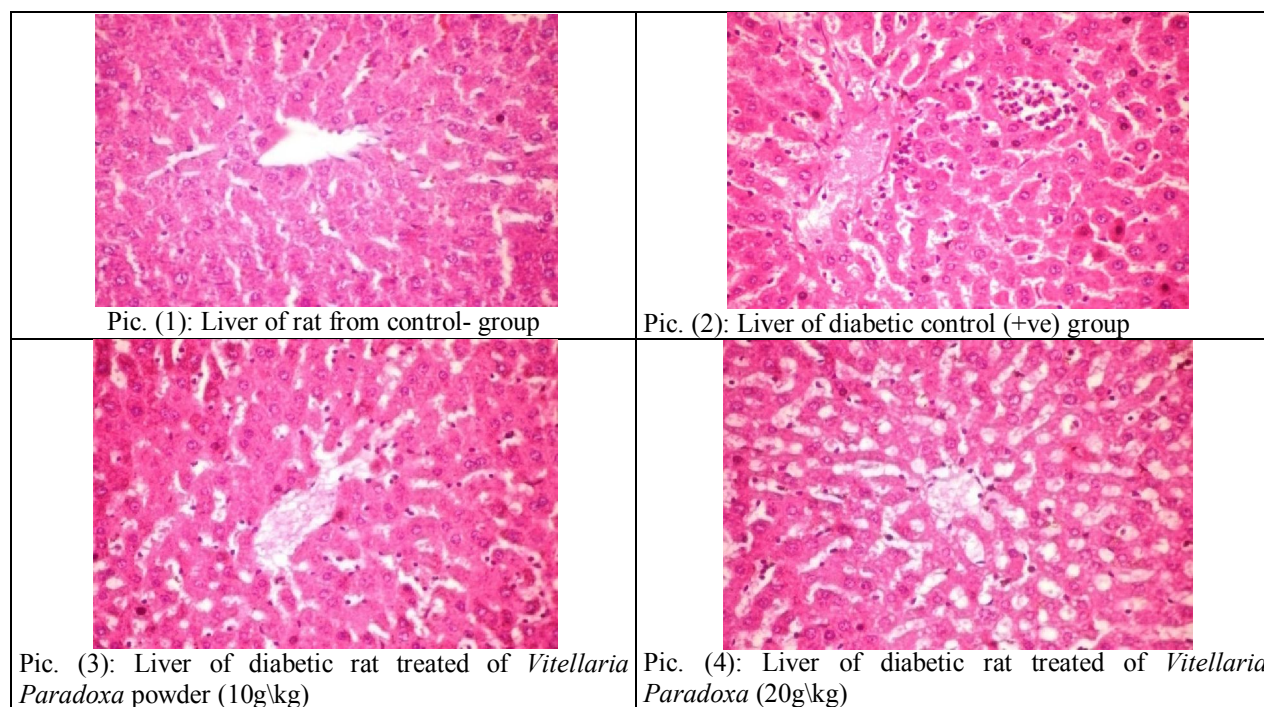 Pic. (1): Liver of rat from control- group
Pic. (2): Liver of diabetic control (+ve) group
Pic. (3): Liver of diabetic rat treated of Vitellaria
Paradoxa powder (10g\kg)
Pic. (4): Liver of diabetic rat treated of Vitellaria
Paradoxa (20g\kg)